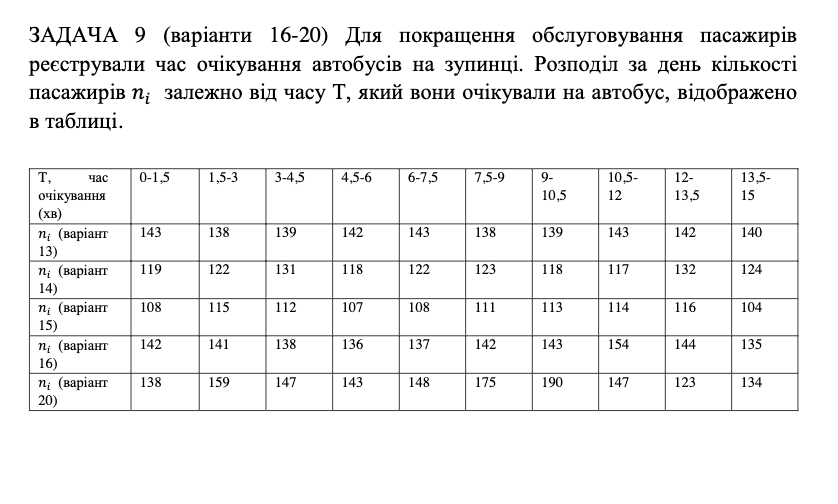 ЗАДАЧА 9 (варіанти 16-20) Для покращення обслуговування пасажирів
реєстрували час очікування автобусів на зупинці. Розподіл за день кількості
пасажирів nᵢ залежно від часу T, який вони очікували на автобус, відображено
в таблиці.
T, час очікування (хв) 0-1,5 1,5-3 3-4,5 4,5-6 6-7,5 7,5-9 9-10,5 10,5-12 12-13,5 13,5-15
nᵢ (варіант 13) 143 138 139 142 143 138 139 143 142 140
nᵢ (варіант 14) 119 122 131 118 122 123 118 117 132 124
nᵢ (варіант 15) 108 115 112 107 108 111 113 114 116 104
nᵢ (варіант 16) 142 141 138 136 137 142 143 154 144 135
nᵢ (варіант 20) 138 159 147 143 148 175 190 147 123 134